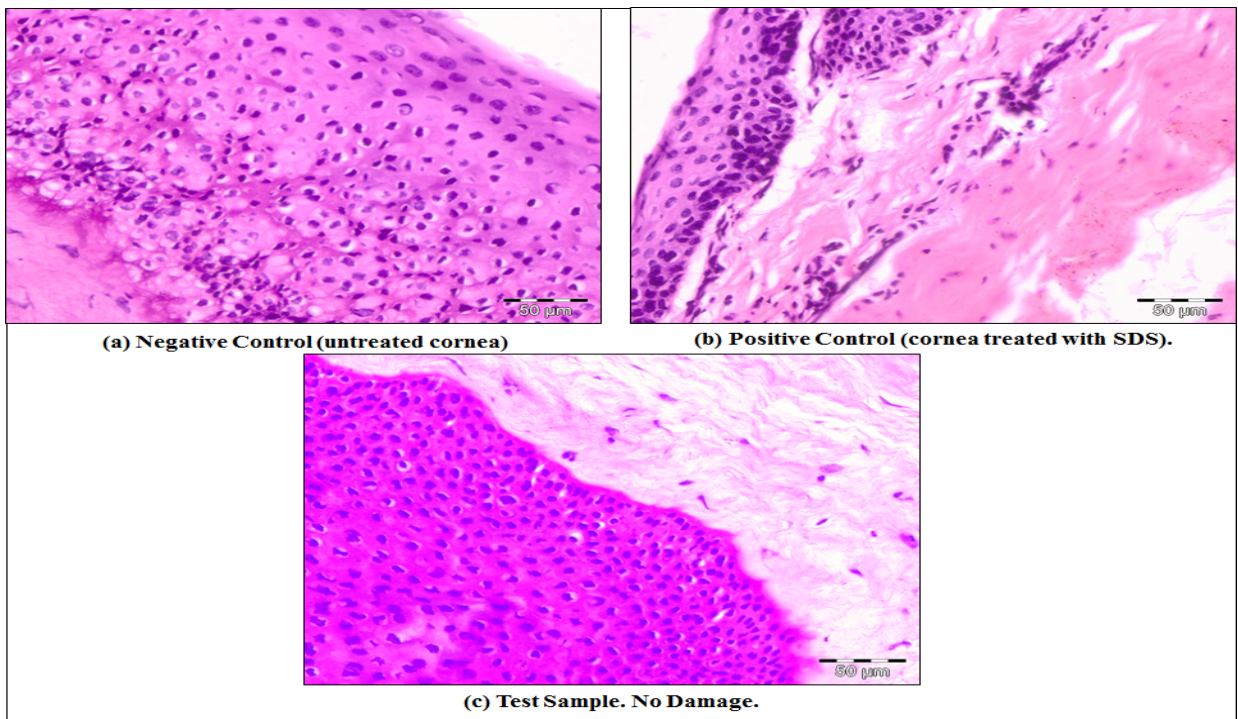 50 μm
50 μm
(a) Negative Control (untreated cornea)
(b) Positive Control (cornea treated with SDS).
50 μm
(c) Test Sample. No Damage.